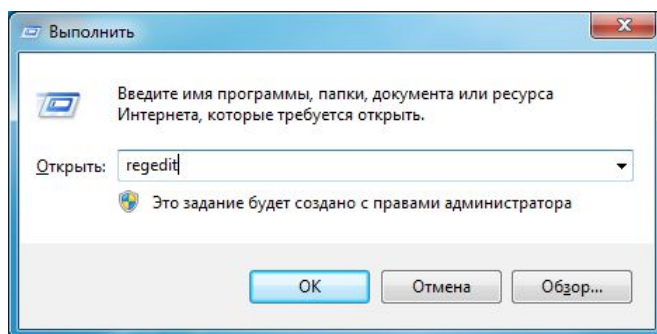 Выполнить
Введите имя программы, папки, документа или ресурса
Интернета, которые требуется открыть.
Открыть: regedit
Это задание будет создано с правами администратора
ОК Отмена Обзор...